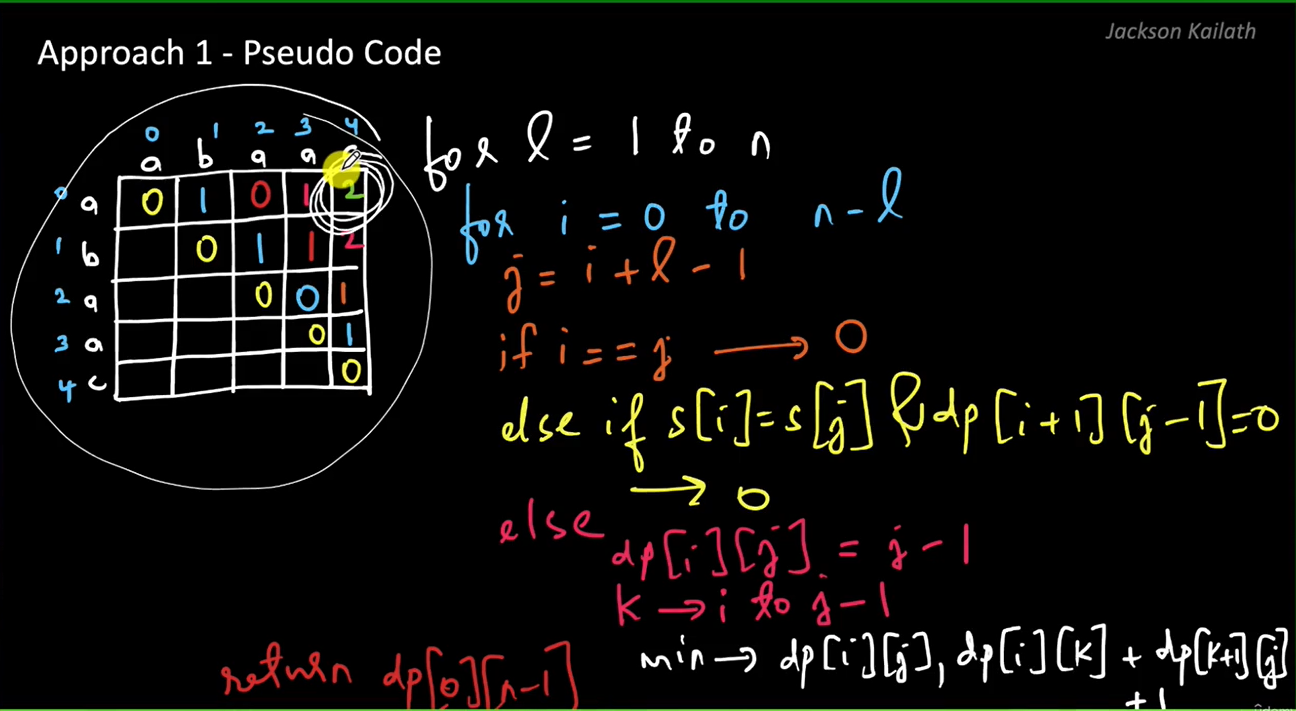 Jackson Kailath
Approach 1 - Pseudo Code
0 1 2 3 4
a b a a
0 a 0 1 0 1 2
1 b 0 1 1 2
2 a 0 0 1
3 a 0 1
4 c 0
for l = 1 to n
for i = 0 to n - l
j = i + l - 1
if i == j → 0
else if s[i] = s[j] & dp[i+1][j-1] = 0
→ 0
else
dp[i][j] = j - 1
k → i to j - 1
min → dp[i][j], dp[i][k] + dp[k+1][j]
+ 1
return dp[0][n-1]